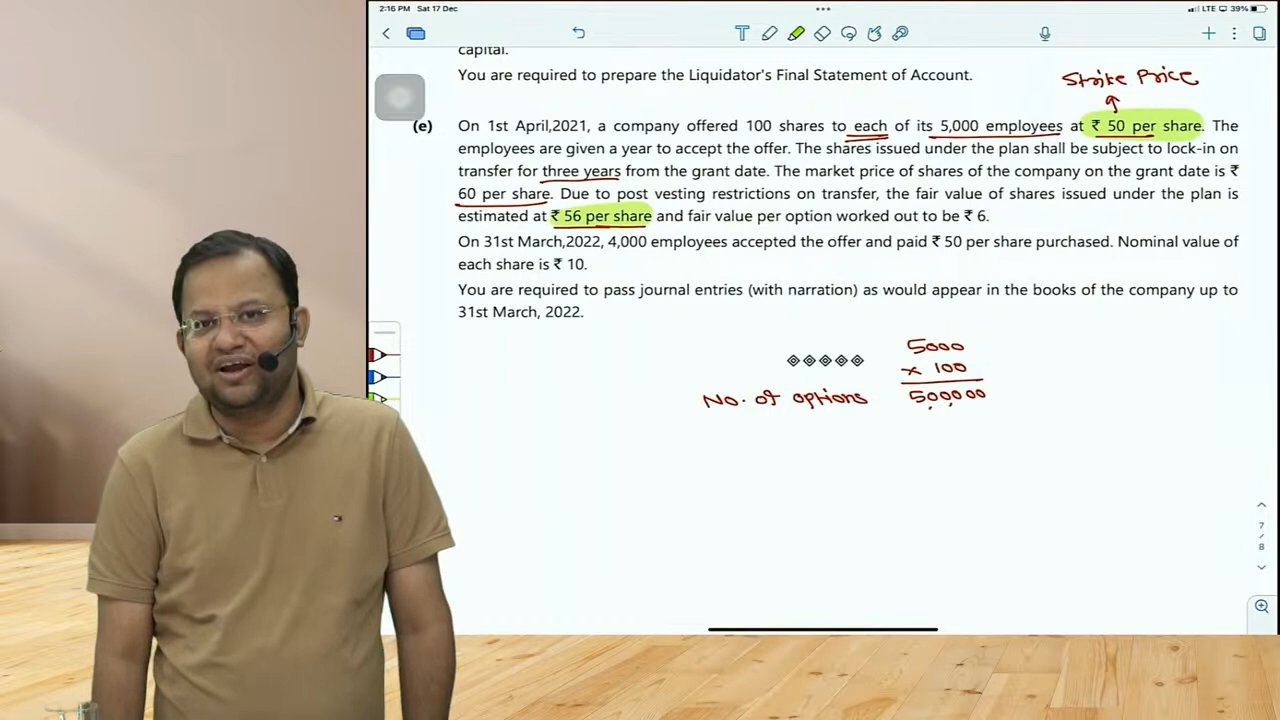 2:16 PM Sat 17 Dec
LTE 39%
capital.
You are required to prepare the Liquidator's Final Statement of Account.
Strike Price
(e) On 1st April,2021, a company offered 100 shares to each of its 5,000 employees at ₹ 50 per share. The
employees are given a year to accept the offer. The shares issued under the plan shall be subject to lock-in on
transfer for three years from the grant date. The market price of shares of the company on the grant date is ₹
60 per share. Due to post vesting restrictions on transfer, the fair value of shares issued under the plan is
estimated at ₹ 56 per share and fair value per option worked out to be ₹ 6.
On 31st March,2022, 4,000 employees accepted the offer and paid ₹ 50 per share purchased. Nominal value of
each share is ₹ 10.
You are required to pass journal entries (with narration) as would appear in the books of the company up to
31st March, 2022.
5000
x 100
No. of options 500000
7
/
8